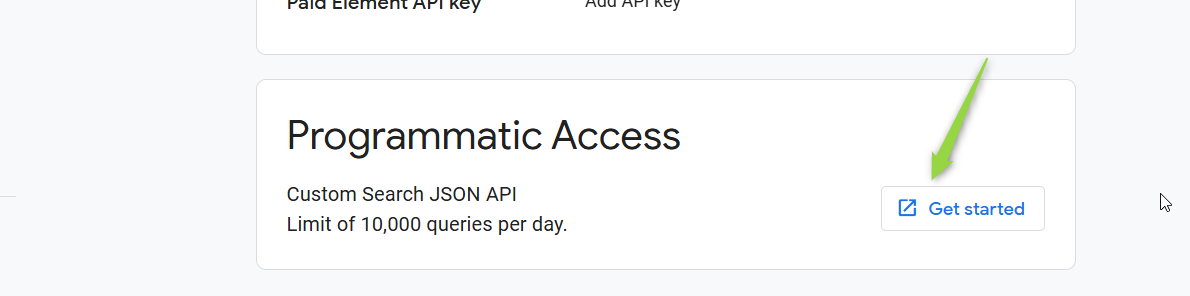 Paid Element API key
Add API key
Programmatic Access
Custom Search JSON API
Limit of 10,000 queries per day.
Get started